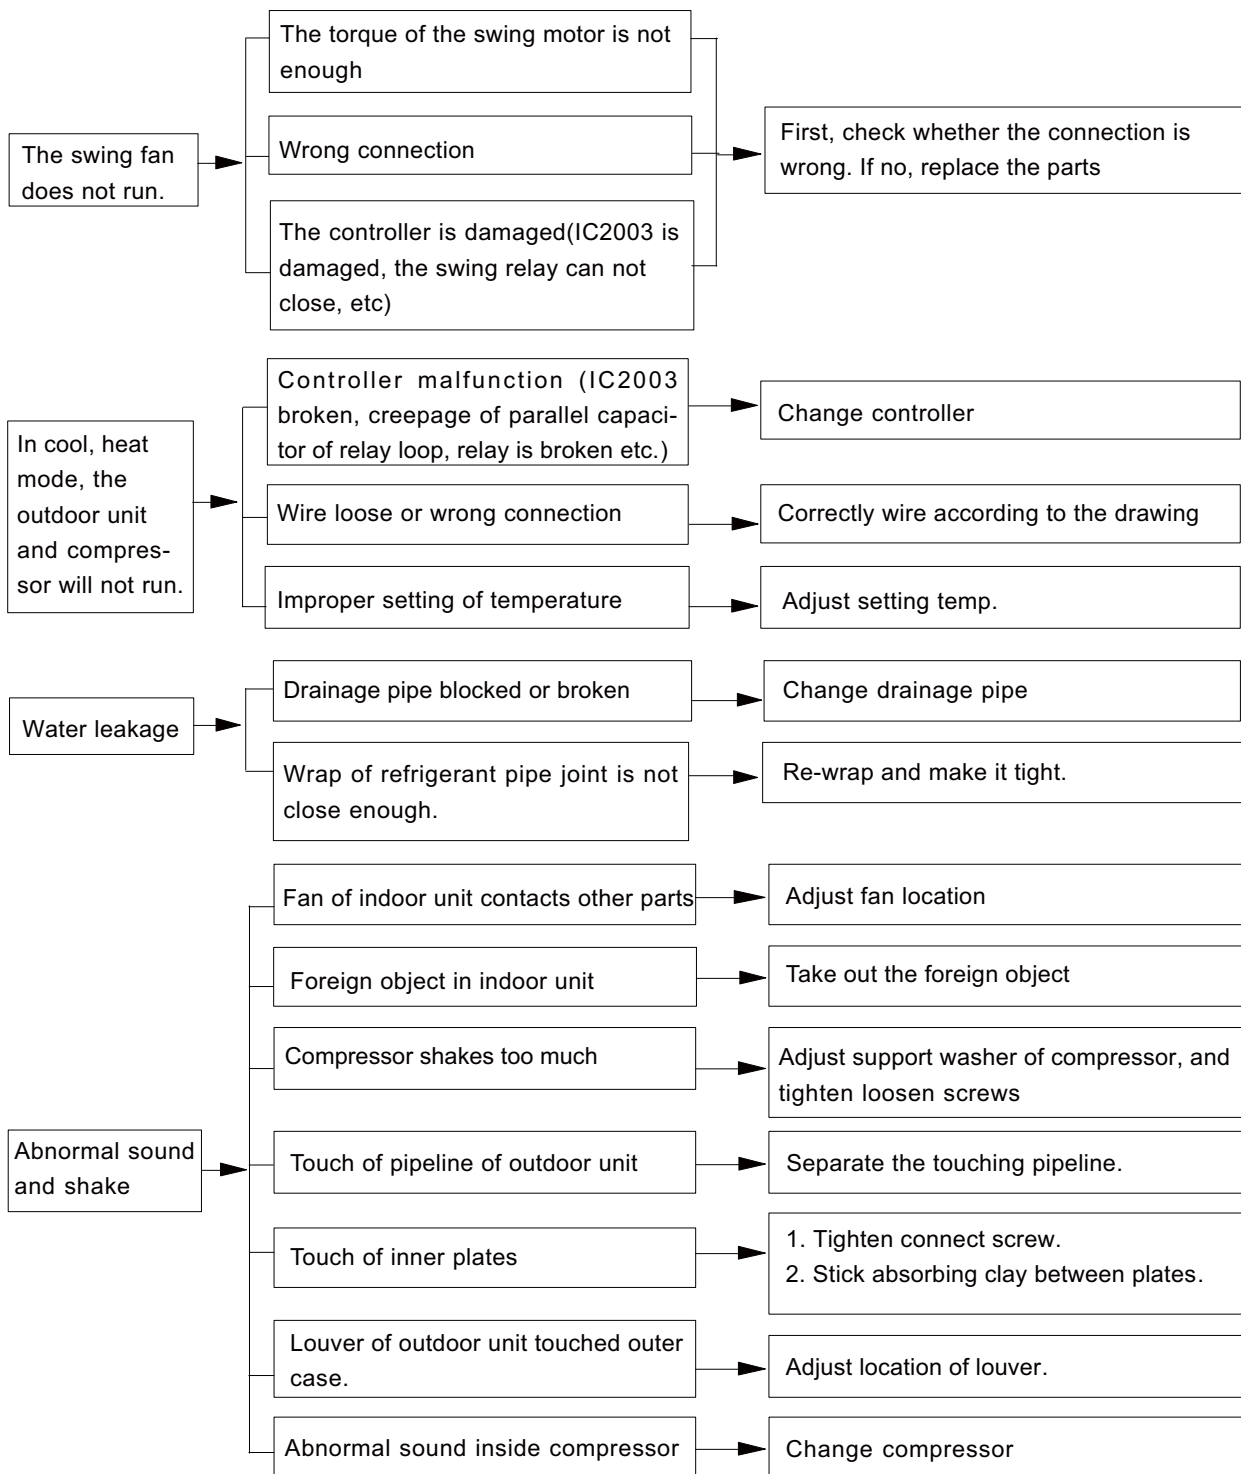 The swing fan
does not run.
The torque of the swing motor is not
enough
Wrong connection
The controller is damaged(IC2003 is
damaged, the swing relay can not
close, etc)
First, check whether the connection is
wrong. If no, replace the parts
In cool, heat
mode, the
outdoor unit
and compres-
sor will not run.
Controller malfunction (IC2003
broken, creepage of parallel capaci-
tor of relay loop, relay is broken etc.)
Change controller
Wire loose or wrong connection
Correctly wire according to the drawing
Improper setting of temperature
Adjust setting temp.
Water leakage
Drainage pipe blocked or broken
Change drainage pipe
Wrap of refrigerant pipe joint is not
close enough.
Re-wrap and make it tight.
Abnormal sound
and shake
Fan of indoor unit contacts other parts
Adjust fan location
Foreign object in indoor unit
Take out the foreign object
Compressor shakes too much
Adjust support washer of compressor, and
tighten loosen screws
Touch of pipeline of outdoor unit
Separate the touching pipeline.
Touch of inner plates
1. Tighten connect screw.
2. Stick absorbing clay between plates.
Louver of outdoor unit touched outer
case.
Adjust location of louver.
Abnormal sound inside compressor
Change compressor